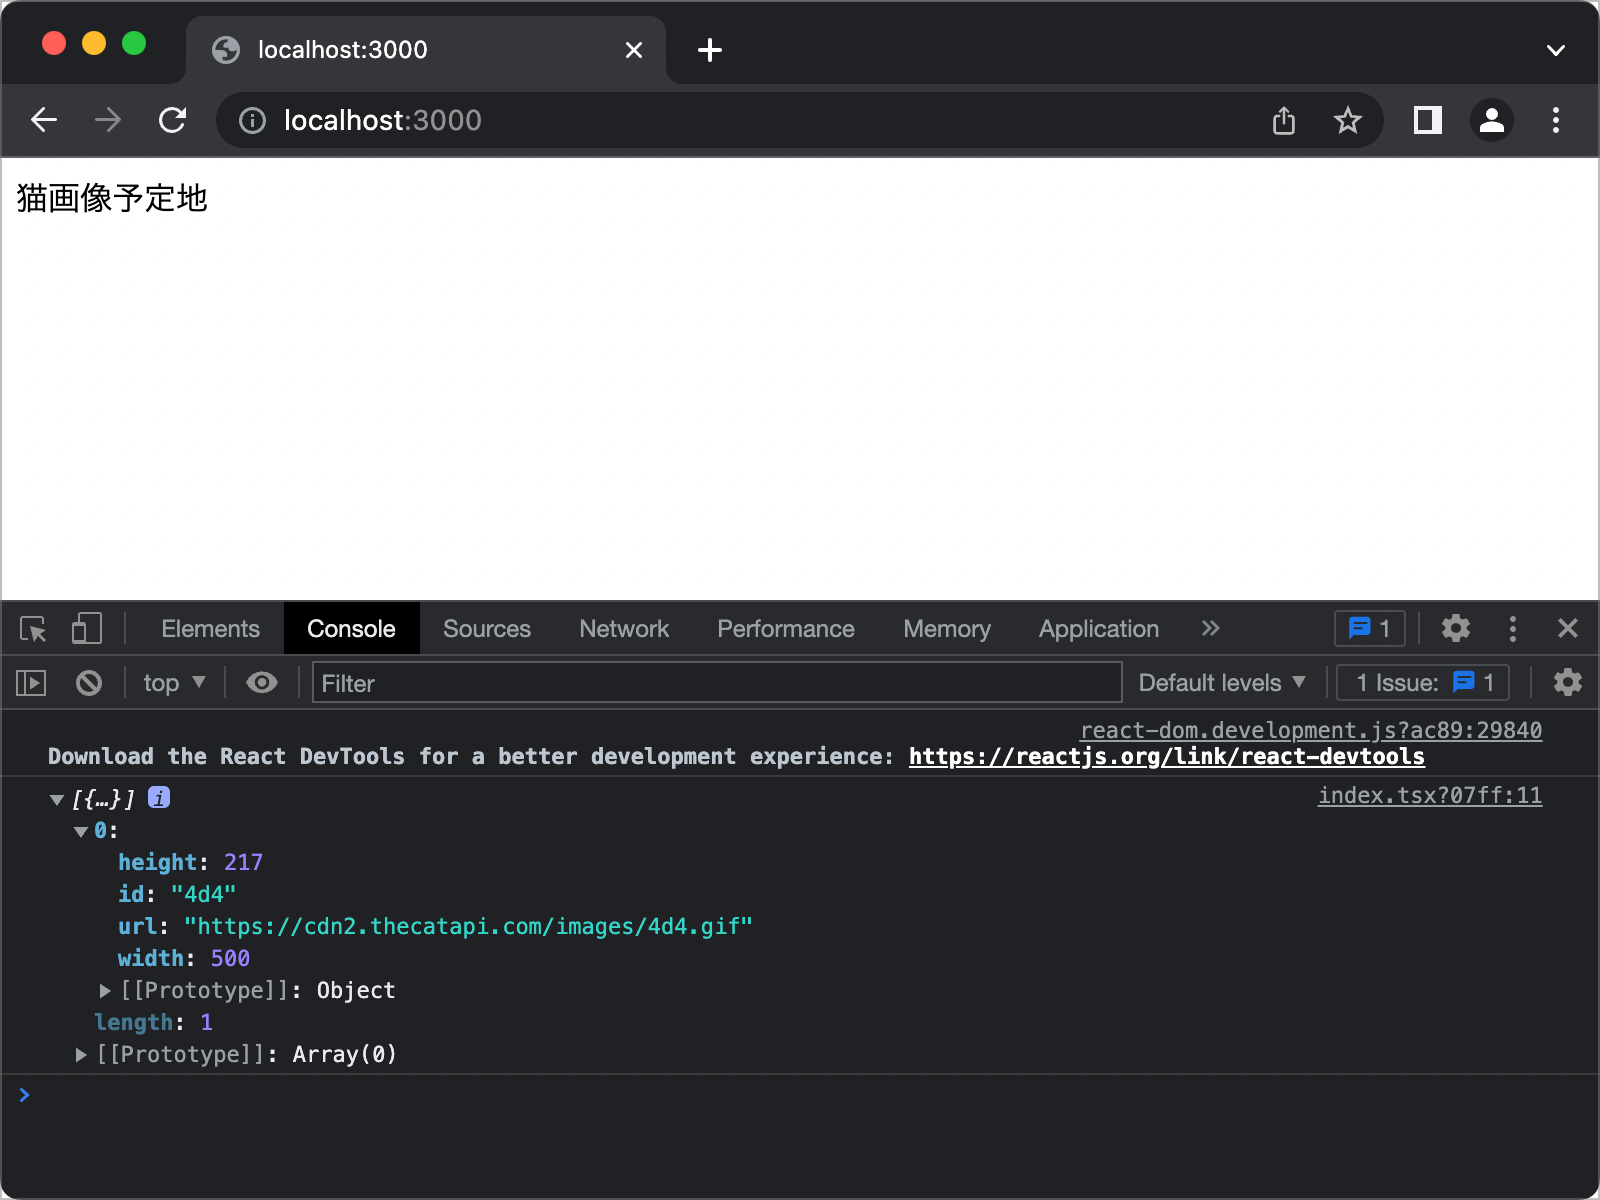 localhost:3000
localhost:3000
猫画像予定地
Elements Console Sources Network Performance Memory Application 1
top Filter Default levels 1 Issue: 1
react-dom.development.js?ac89:29840
Download the React DevTools for a better development experience: https://reactjs.org/link/react-devtools
[{…}] i index.tsx?07ff:11
0:
height: 217
id: "4d4"
url: "https://cdn2.thecatapi.com/images/4d4.gif"
width: 500
[[Prototype]]: Object
length: 1
[[Prototype]]: Array(0)